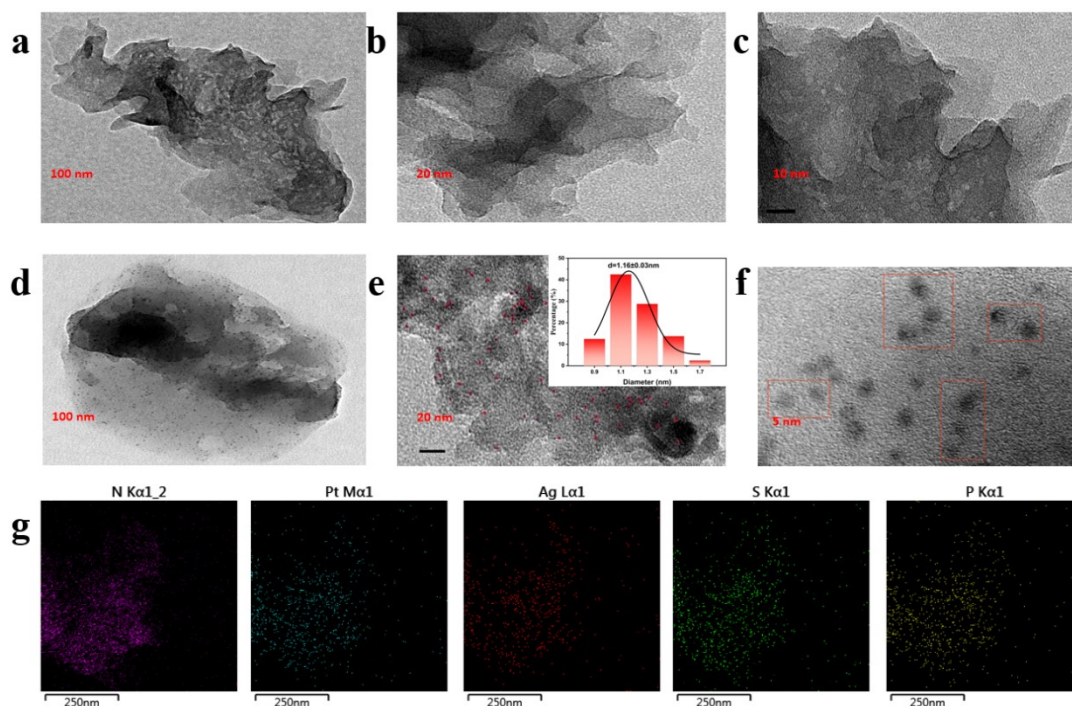 a
b
c
100 nm
20 nm
10 nm
d
e
f
100 nm
20 nm
5 nm
d=1.16±0.03nm
Percentage (%)
50
40
30
20
10
0
0.9
1.1
1.3
1.5
1.7
Diameter (nm)
g
N Kα1_2
Pt Mα1
Ag Lα1
S Kα1
P Kα1
250nm
250nm
250nm
250nm
250nm